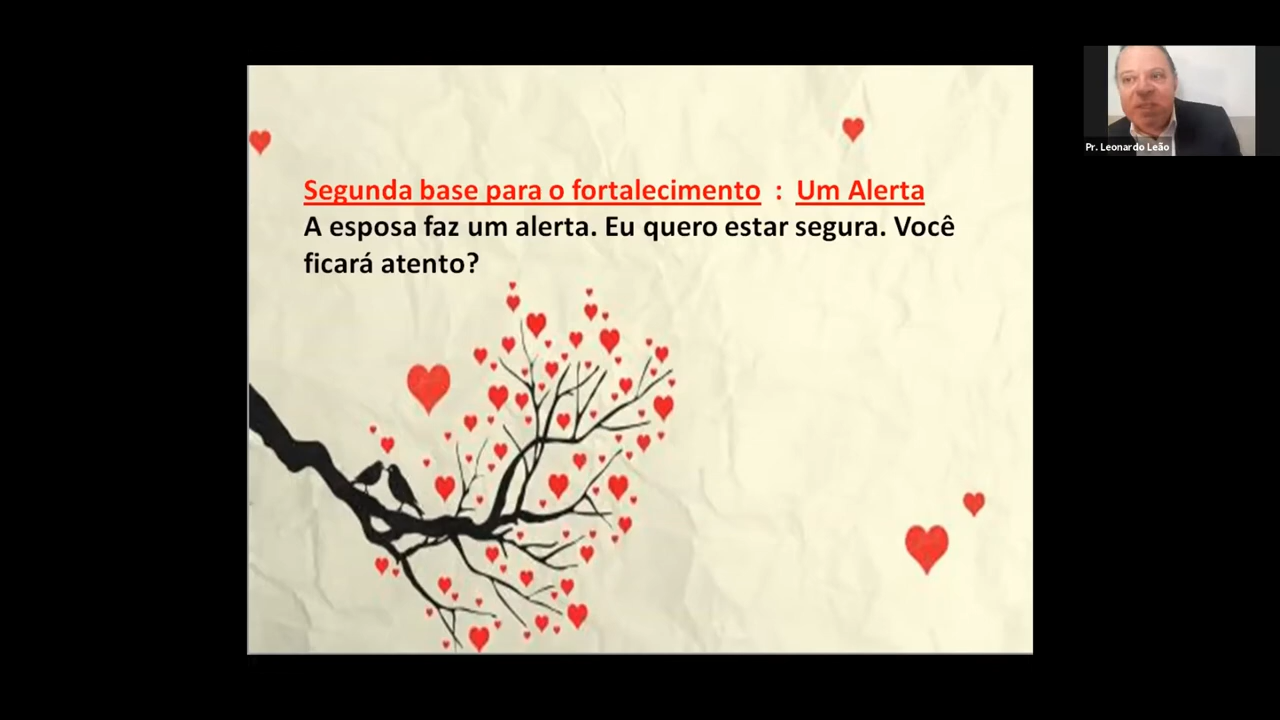 Segunda base para o fortalecimento : Um Alerta
A esposa faz um alerta. Eu quero estar segura. Você
ficará atento?
Pr. Leonardo Leão